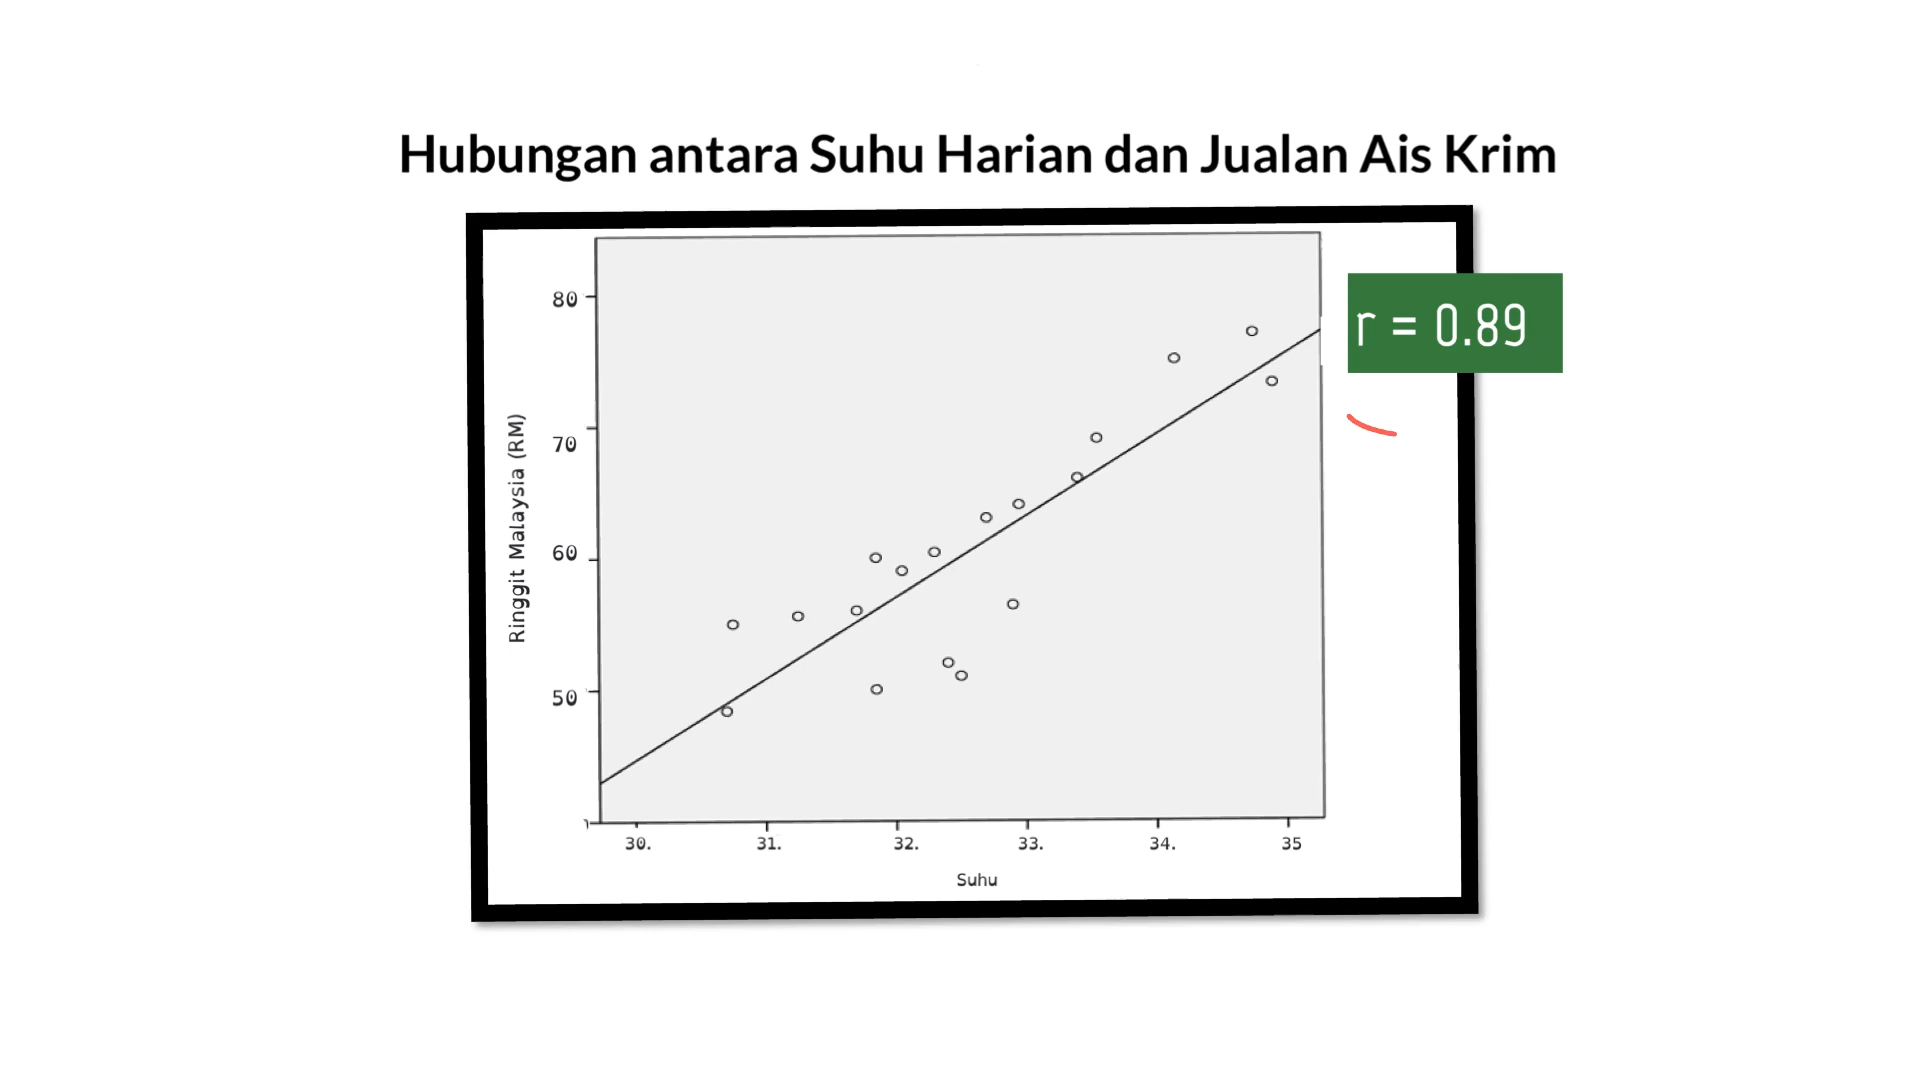 Hubungan antara Suhu Harian dan Jualan Ais Krim
r = 0.89
Ringgit Malaysia (RM)
80
70
60
50
30. 31. 32. 33. 34. 35
Suhu